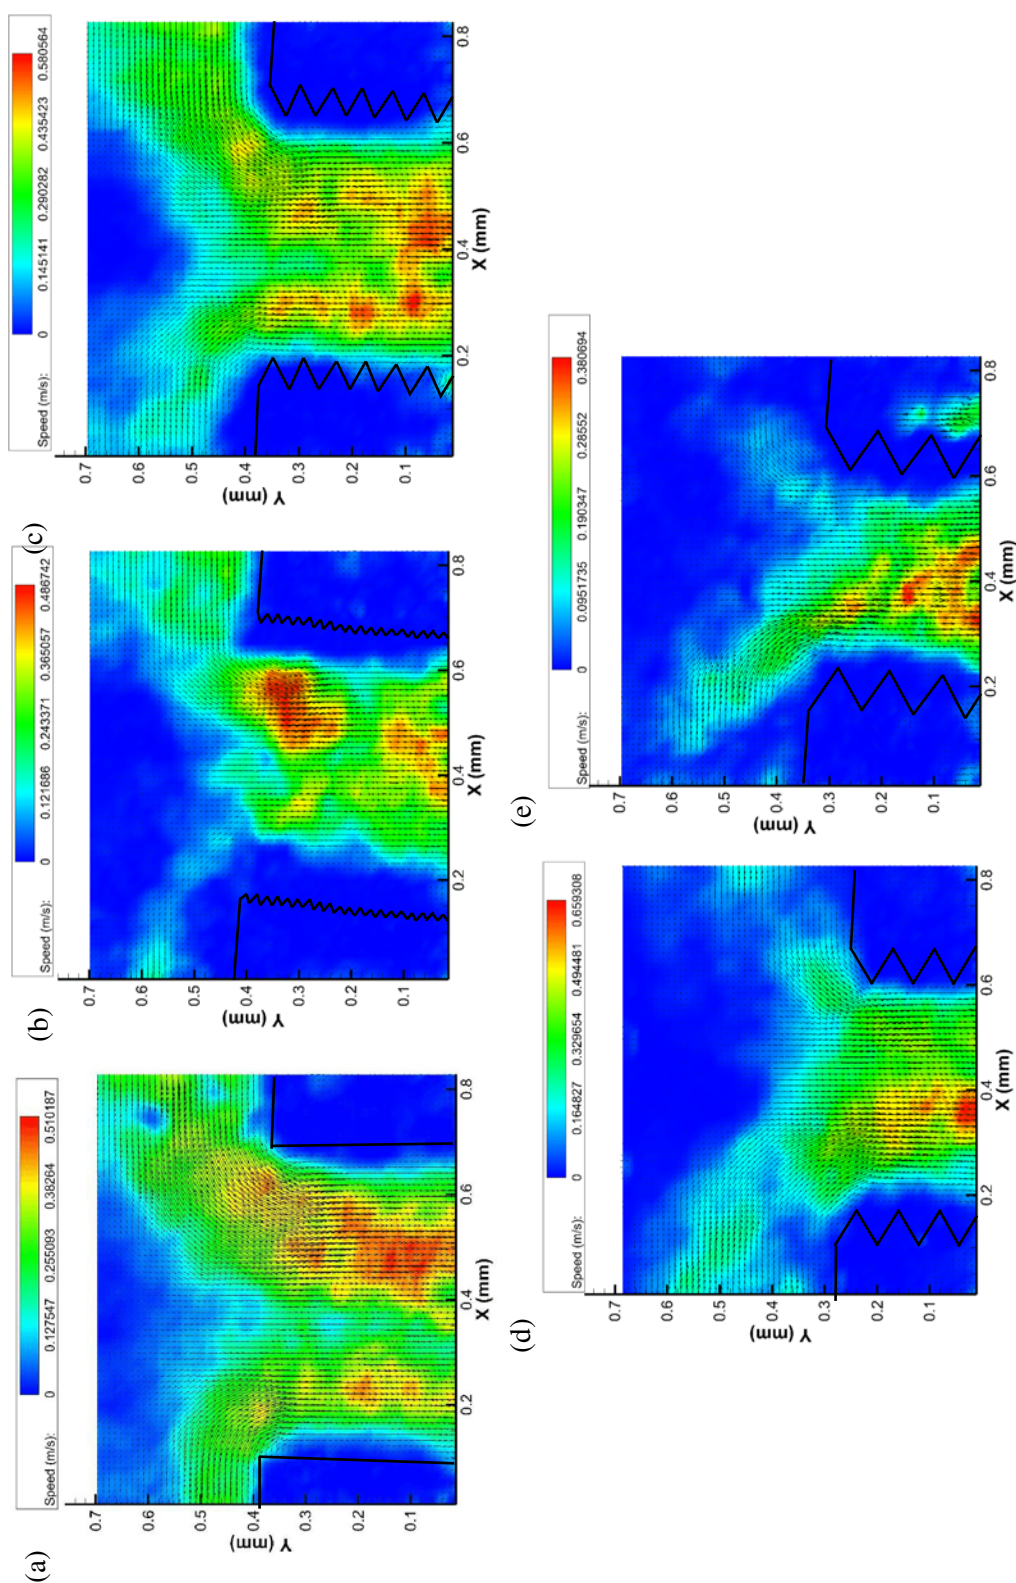 (a)
Speed (m/s): 0 0.127547 0.255093 0.38264 0.510187
0.7
0.6
0.5
0.4
0.3
0.2
0.1
Y (mm)
0.2 0.4 0.6 0.8
X (mm)
(b)
Speed (m/s): 0 0.121686 0.243371 0.365057 0.486742
0.7
0.6
0.5
0.4
0.3
0.2
0.1
Y (mm)
0.2 0.4 0.6 0.8
X (mm)
(c)
Speed (m/s): 0 0.145141 0.290282 0.435423 0.580564
0.7
0.6
0.5
0.4
0.3
0.2
0.1
Y (mm)
0.2 0.4 0.6 0.8
X (mm)
(d)
Speed (m/s): 0 0.164827 0.329654 0.494481 0.659308
0.7
0.6
0.5
0.4
0.3
0.2
0.1
Y (mm)
0.2 0.4 0.6 0.8
X (mm)
(e)
Speed (m/s): 0 0.0951735 0.190347 0.28552 0.380694
0.7
0.6
0.5
0.4
0.3
0.2
0.1
Y (mm)
0.2 0.4 0.6 0.8
X (mm)